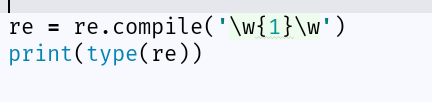 re = re.compile('\w{1}\w')
print(type(re))